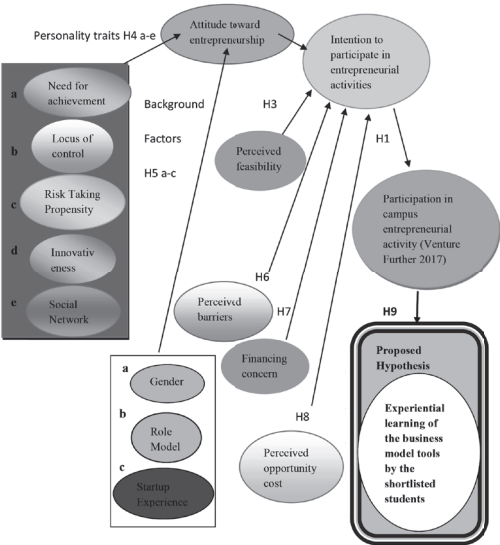 Personality traits H4 a-e
Attitude toward
entrepreneurship
Intention to
participate in
entrepreneurial
activities
a
Need for
achievement
b
Locus of
control
c
Risk Taking
Propensity
d
Innovativ
eness
e
Social
Network
Background
Factors
H5 a-c
H3
Perceived
feasibility
H1
Participation in
campus
entrepreneurial
activity (Venture
Further 2017)
H6
Perceived
barriers
H7
Financing
concern
H8
Perceived
opportunity
cost
a
Gender
b
Role
Model
c
Startup
Experience
H9
Proposed
Hypothesis
Experiential
learning of
the business
model tools
by the
shortlisted
students